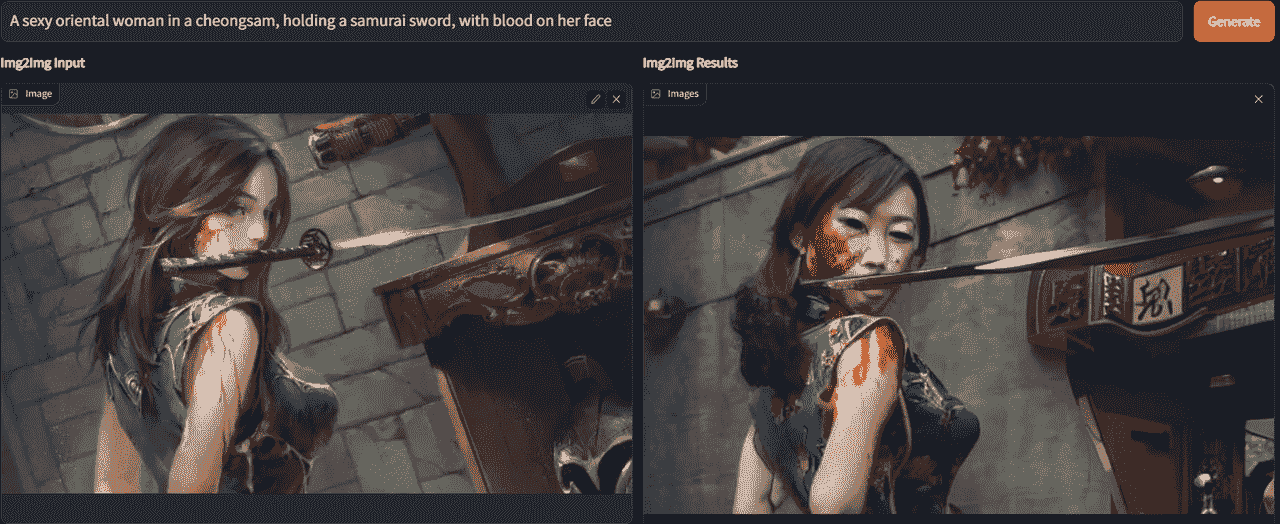 A sexy oriental woman in a cheongsam, holding a samurai sword, with blood on her face
Generate
Img2Img Input
Img2Img Results
Image
Images